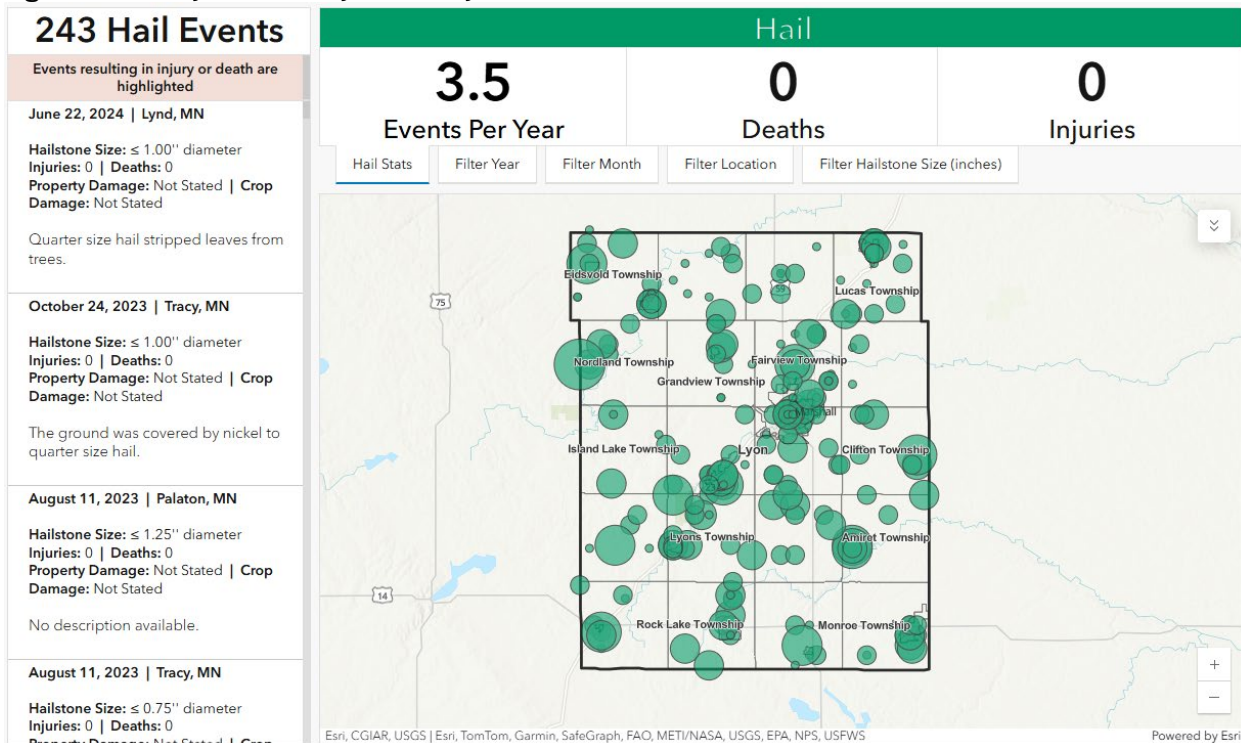 243 Hail Events
Events resulting in injury or death are
highlighted
June 22, 2024 | Lynd, MN
Hailstone Size: ≤ 1.00'' diameter
Injuries: 0 | Deaths: 0
Property Damage: Not Stated | Crop
Damage: Not Stated
Quarter size hail stripped leaves from
trees.
October 24, 2023 | Tracy, MN
Hailstone Size: ≤ 1.00'' diameter
Injuries: 0 | Deaths: 0
Property Damage: Not Stated | Crop
Damage: Not Stated
The ground was covered by nickel to
quarter size hail.
August 11, 2023 | Palaton, MN
Hailstone Size: ≤ 1.25'' diameter
Injuries: 0 | Deaths: 0
Property Damage: Not Stated | Crop
Damage: Not Stated
No description available.
August 11, 2023 | Tracy, MN
Hailstone Size: ≤ 0.75'' diameter
Injuries: 0 | Deaths: 0
Property Damage: Not Stated | Crop
Hail
3.5
Events Per Year
0
Deaths
0
Injuries
Hail Stats
Filter Year
Filter Month
Filter Location
Filter Hailstone Size (inches)
Eidsvold Township
59
Lucas Township
75
Nordland Township
Fairview Township
Grandview Township
Marshall
Island Lake Township
Lyon
Clifton Township
Lyons Township
Amiret Township
14
Rock Lake Township
Monroe Township
+
−
Esri, CGIAR, USGS | Esri, TomTom, Garmin, SafeGraph, FAO, METI/NASA, USGS, EPA, NPS, USFWS
Powered by Esri